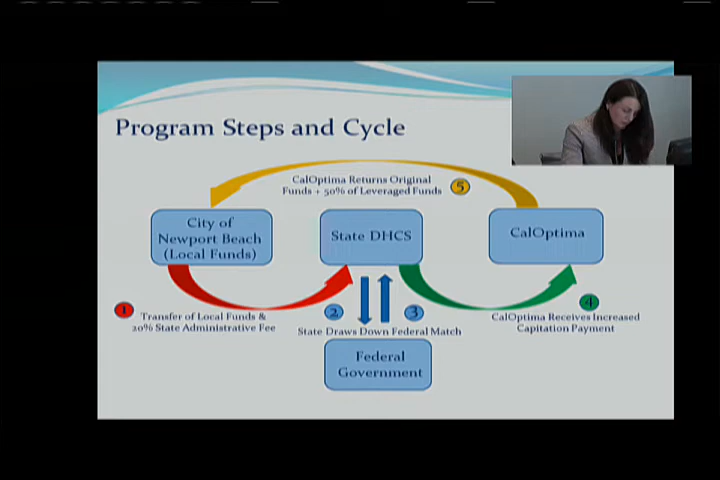 Program Steps and Cycle
CalOptima Returns Original
Funds + 50% of Leveraged Funds
5
City of
Newport Beach
(Local Funds)
State DHCS
CalOptima
1
Transfer of Local Funds &
20% State Administrative Fee
2
3
State Draws Down Federal Match
4
CalOptima Receives Increased
Capitation Payment
Federal
Government